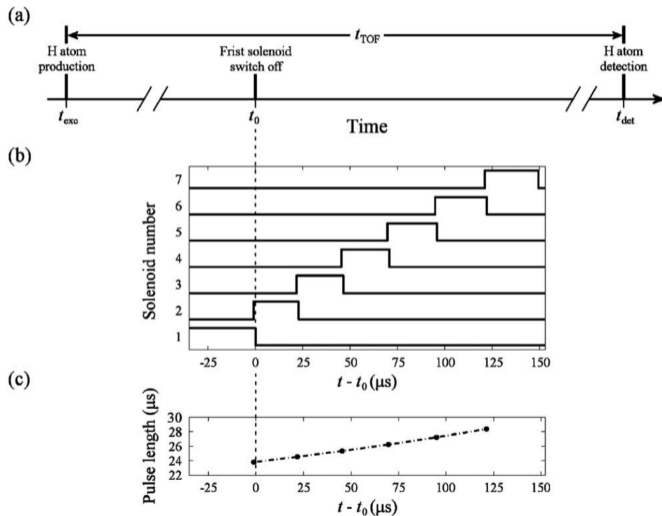 (a)
t_TOF
H atom
production
Frist solenoid
switch off
H atom
detection
t_exc
t_0
Time
t_det
(b)
Solenoid number
7
6
5
4
3
2
1
-25 0 25 50 75 100 125 150
t - t_0 (μs)
(c)
Pulse length (μs)
30
28
26
24
22
-25 0 25 50 75 100 125 150
t - t_0 (μs)